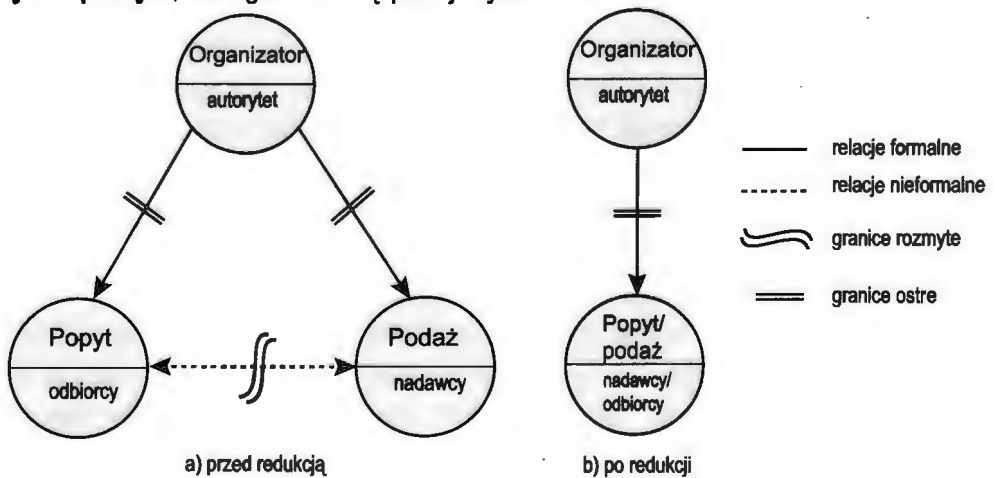 Organizator
autorytet
Popyt
odbiorcy
Podaż
nadawcy
a) przed redukcją
Organizator
autorytet
Popyt/
podaż
nadawcy/
odbiorcy
b) po redukcji
relacje formalne
relacje nieformalne
granice rozmyte
granice ostre